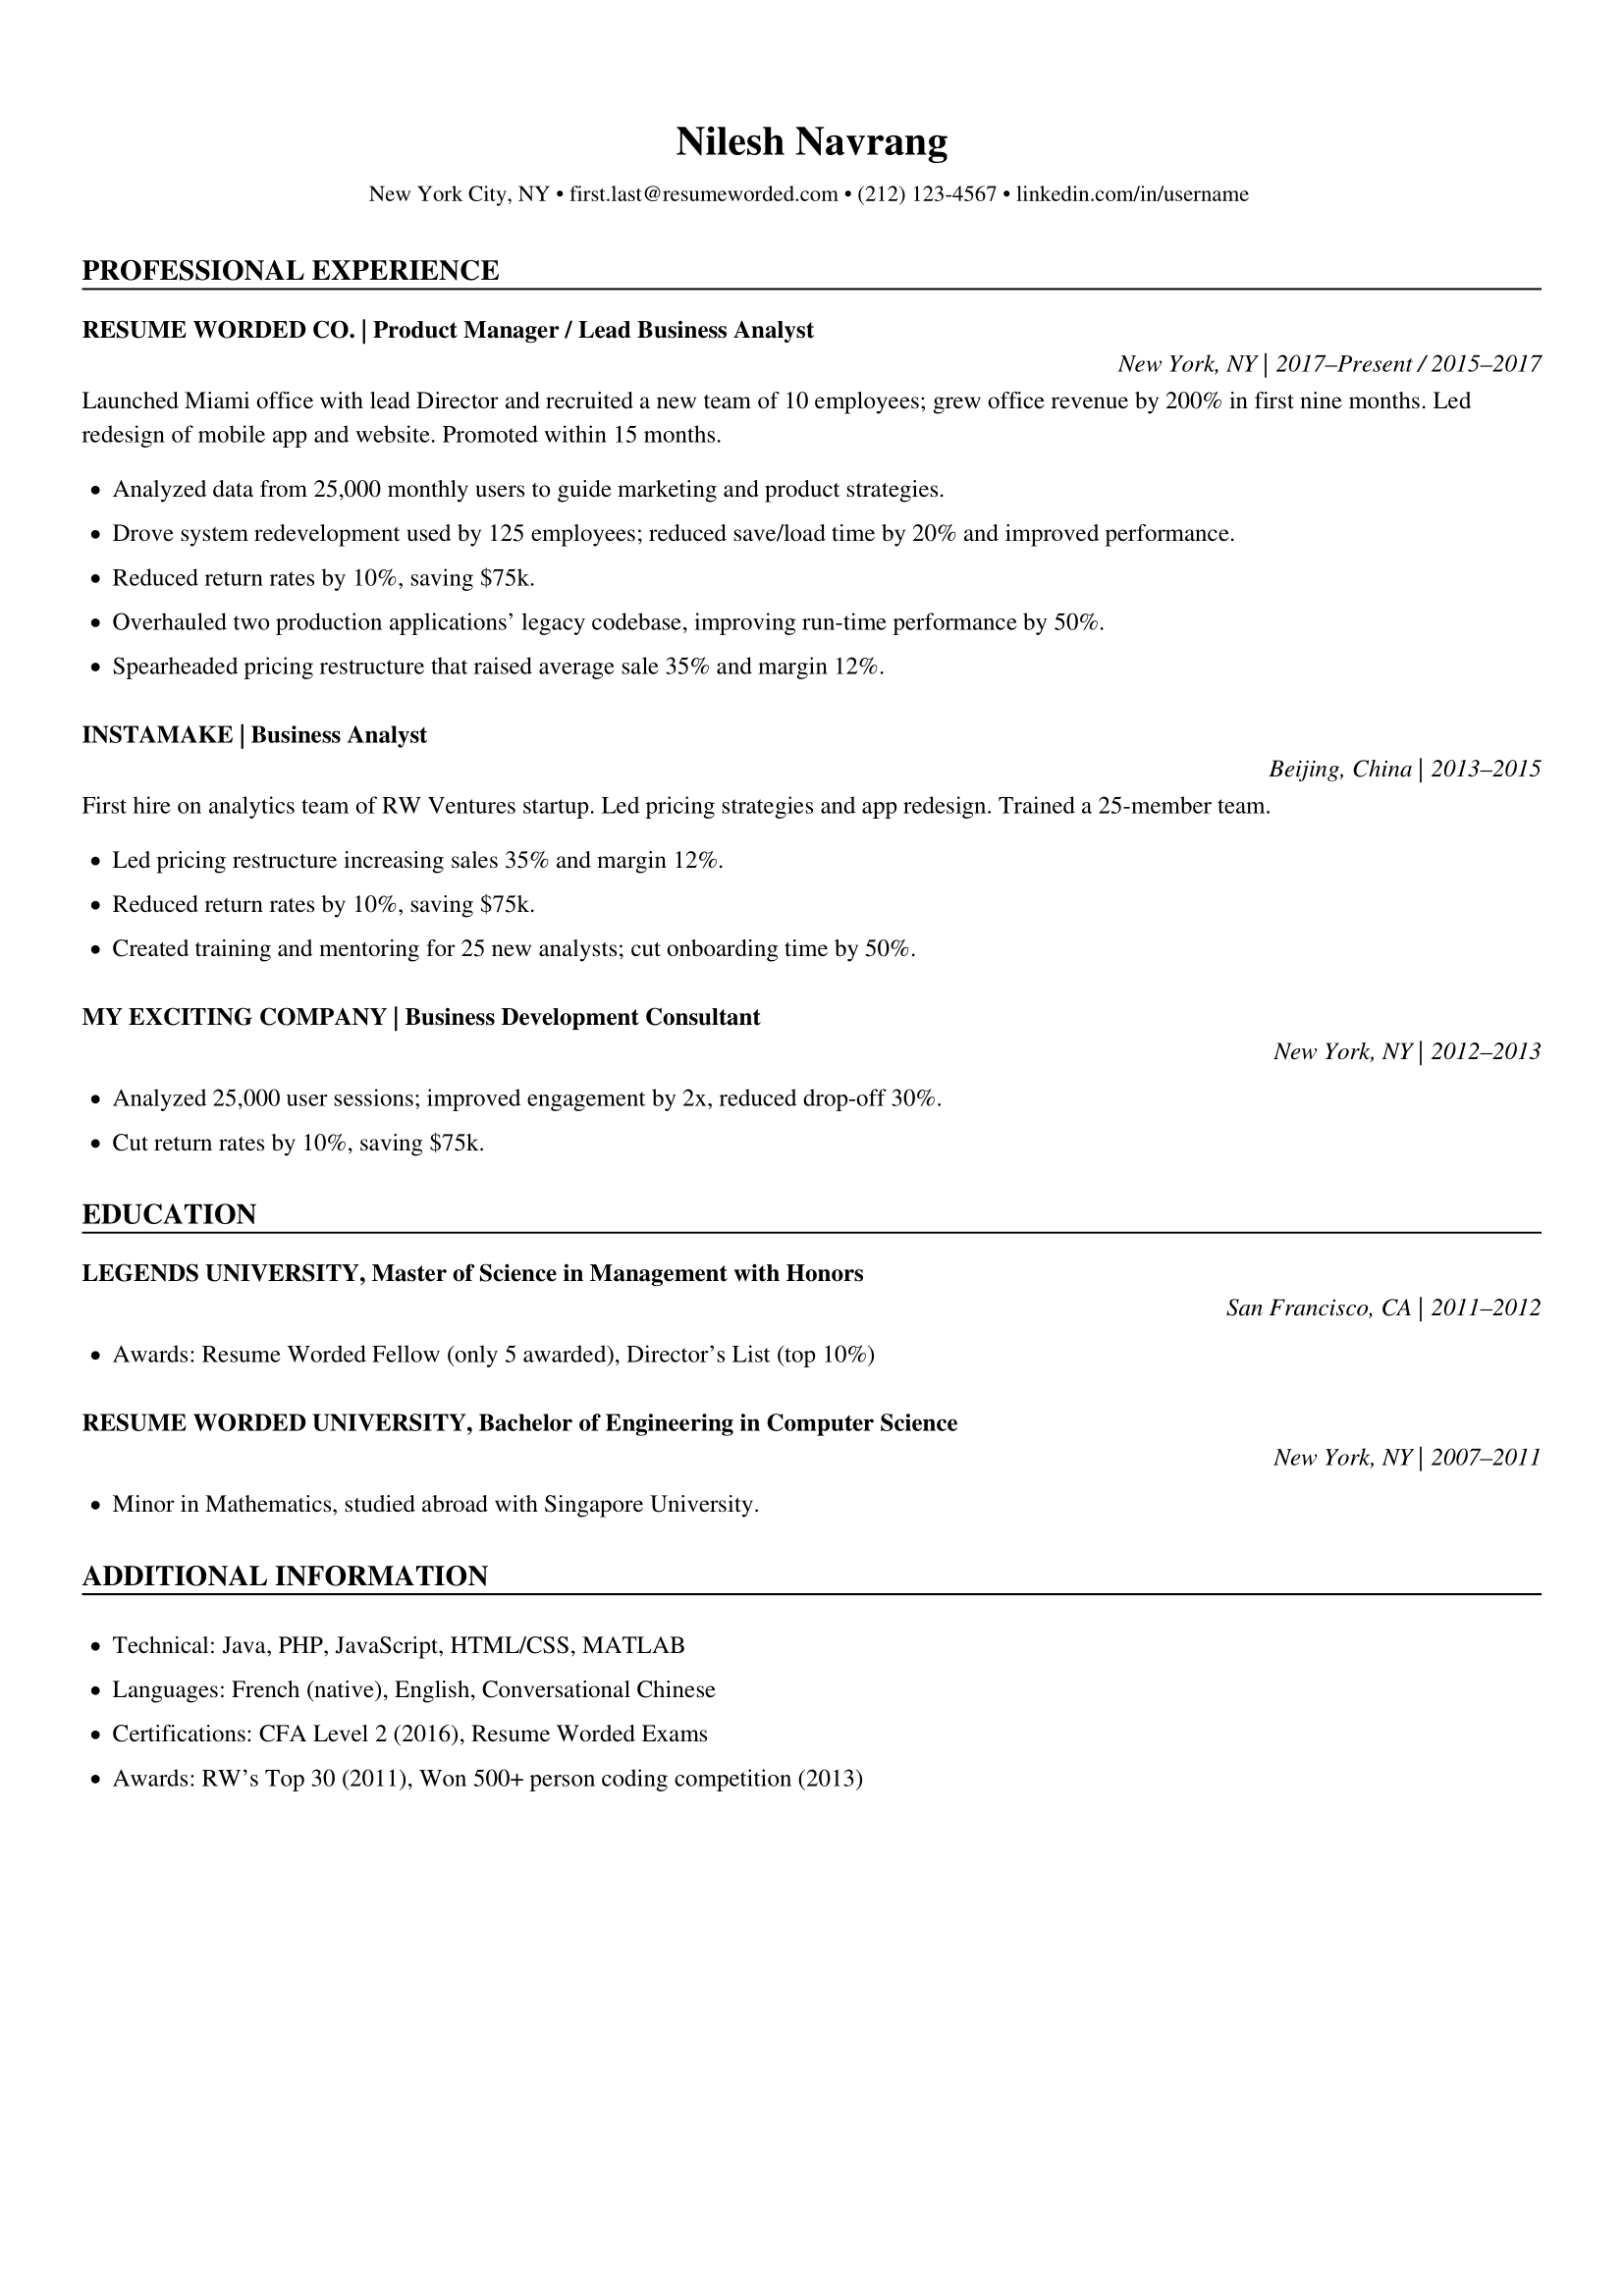 Nilesh Navrang
New York City, NY • first.last@resumeworded.com • (212) 123-4567 • linkedin.com/in/username
PROFESSIONAL EXPERIENCE
RESUME WORDED CO. | Product Manager / Lead Business Analyst
New York, NY | 2017–Present / 2015–2017
Launched Miami office with lead Director and recruited a new team of 10 employees; grew office revenue by 200% in first nine months. Led
redesign of mobile app and website. Promoted within 15 months.
• Analyzed data from 25,000 monthly users to guide marketing and product strategies.
• Drove system redevelopment used by 125 employees; reduced save/load time by 20% and improved performance.
• Reduced return rates by 10%, saving $75k.
• Overhauled two production applications’ legacy codebase, improving run-time performance by 50%.
• Spearheaded pricing restructure that raised average sale 35% and margin 12%.
INSTAMAKE | Business Analyst
Beijing, China | 2013–2015
First hire on analytics team of RW Ventures startup. Led pricing strategies and app redesign. Trained a 25-member team.
• Led pricing restructure increasing sales 35% and margin 12%.
• Reduced return rates by 10%, saving $75k.
• Created training and mentoring for 25 new analysts; cut onboarding time by 50%.
MY EXCITING COMPANY | Business Development Consultant
New York, NY | 2012–2013
• Analyzed 25,000 user sessions; improved engagement by 2x, reduced drop-off 30%.
• Cut return rates by 10%, saving $75k.
EDUCATION
LEGENDS UNIVERSITY, Master of Science in Management with Honors
San Francisco, CA | 2011–2012
• Awards: Resume Worded Fellow (only 5 awarded), Director’s List (top 10%)
RESUME WORDED UNIVERSITY, Bachelor of Engineering in Computer Science
New York, NY | 2007–2011
• Minor in Mathematics, studied abroad with Singapore University.
ADDITIONAL INFORMATION
• Technical: Java, PHP, JavaScript, HTML/CSS, MATLAB
• Languages: French (native), English, Conversational Chinese
• Certifications: CFA Level 2 (2016), Resume Worded Exams
• Awards: RW’s Top 30 (2011), Won 500+ person coding competition (2013)